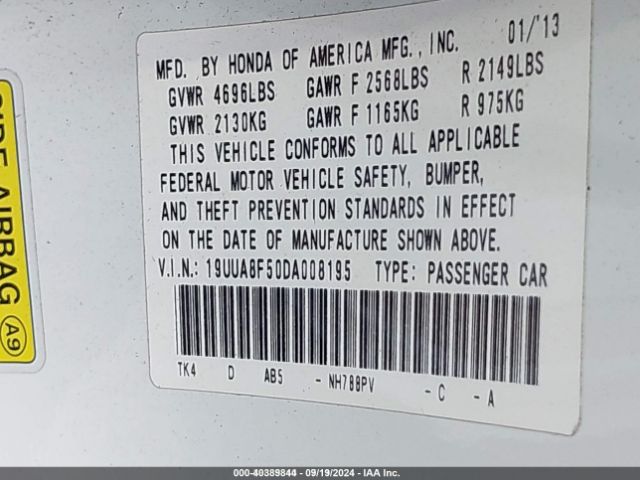 MFD. BY HONDA OF AMERICA MFG., INC. 01/'13
GVWR 4696LBS GAWR F 2568LBS R 2149LBS
GVWR 2130KG GAWR F 1165KG R 975KG
THIS VEHICLE CONFORMS TO ALL APPLICABLE
FEDERAL MOTOR VEHICLE SAFETY, BUMPER,
AND THEFT PREVENTION STANDARDS IN EFFECT
ON THE DATE OF MANUFACTURE SHOWN ABOVE.
V.I.N.: 19UUA8F50DA008195 TYPE: PASSENGER CAR
TK4 D AB5 - NH788PV - C - A
SIDE AIRBAG
A9
000-40389844 - 09/19/2024 - IAA Inc.